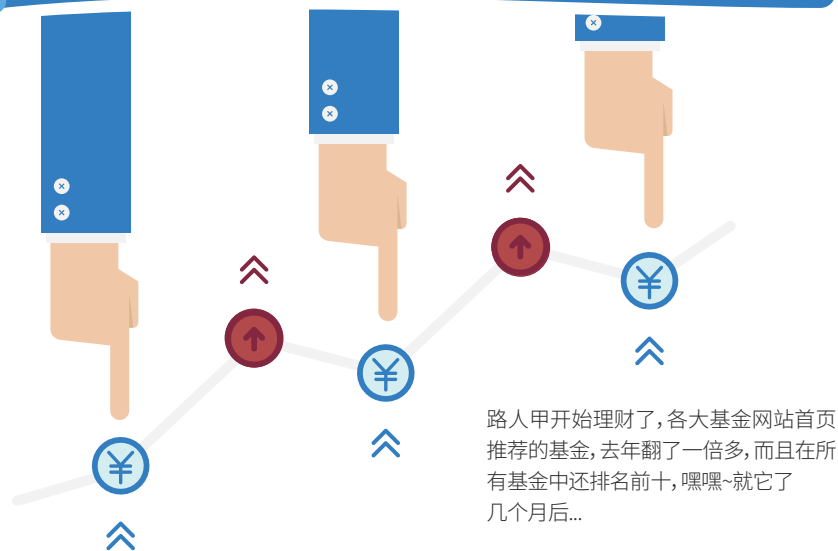 ¥
¥
¥
路人甲开始理财了，各大基金网站首页
推荐的基金，去年翻了一倍多，而且在所
有基金中还排名前十，嘿嘿~就它了
几个月后...